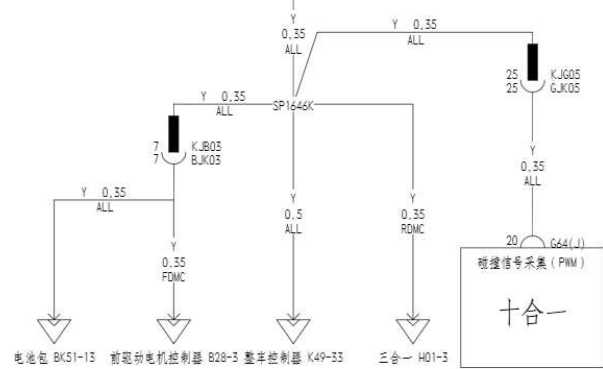 Y
0.35
ALL
Y 0.35
ALL
25 KJG05
25 GJK05
Y 0.35
ALL
SP1646K
7 KJB03
7 BJK03
Y
0.35
ALL
Y 0.35
ALL
Y
0.5
ALL
Y
0.35
RDMC
Y
0.35
FDMC
20 G64(J)
碰撞信号采集(PWM)
十合一
电池包 BK51-13 前驱动电机控制器 B28-3 整车控制器 K49-33 三合一 H01-3